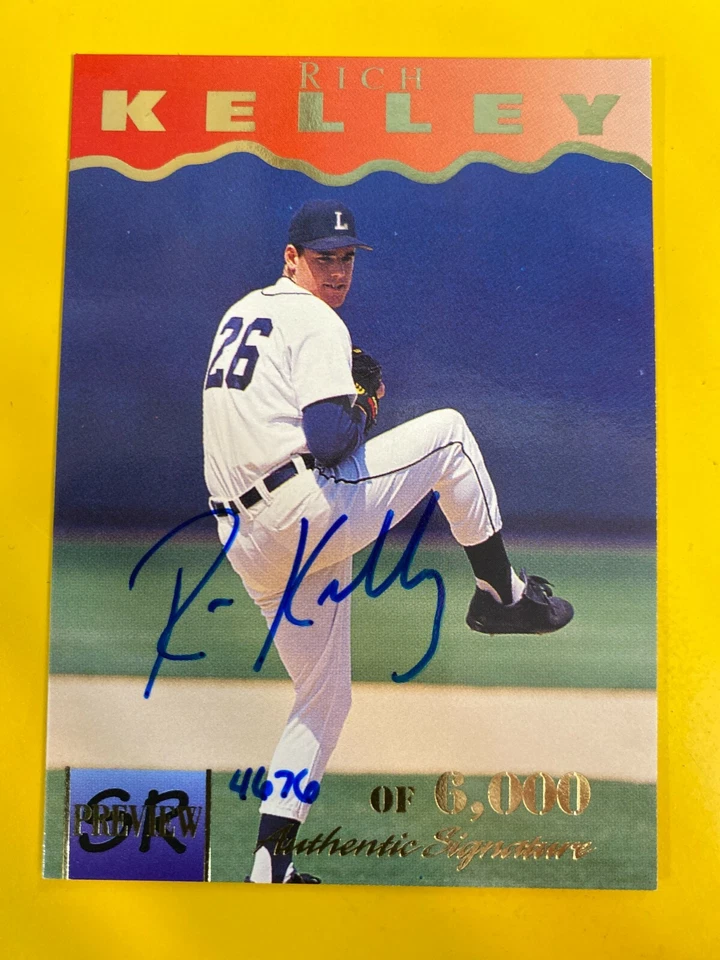 RICH
KELLEY
L
26
R Kelley
4676 OF 6,000
SR
PREVIEW
Authentic Signature